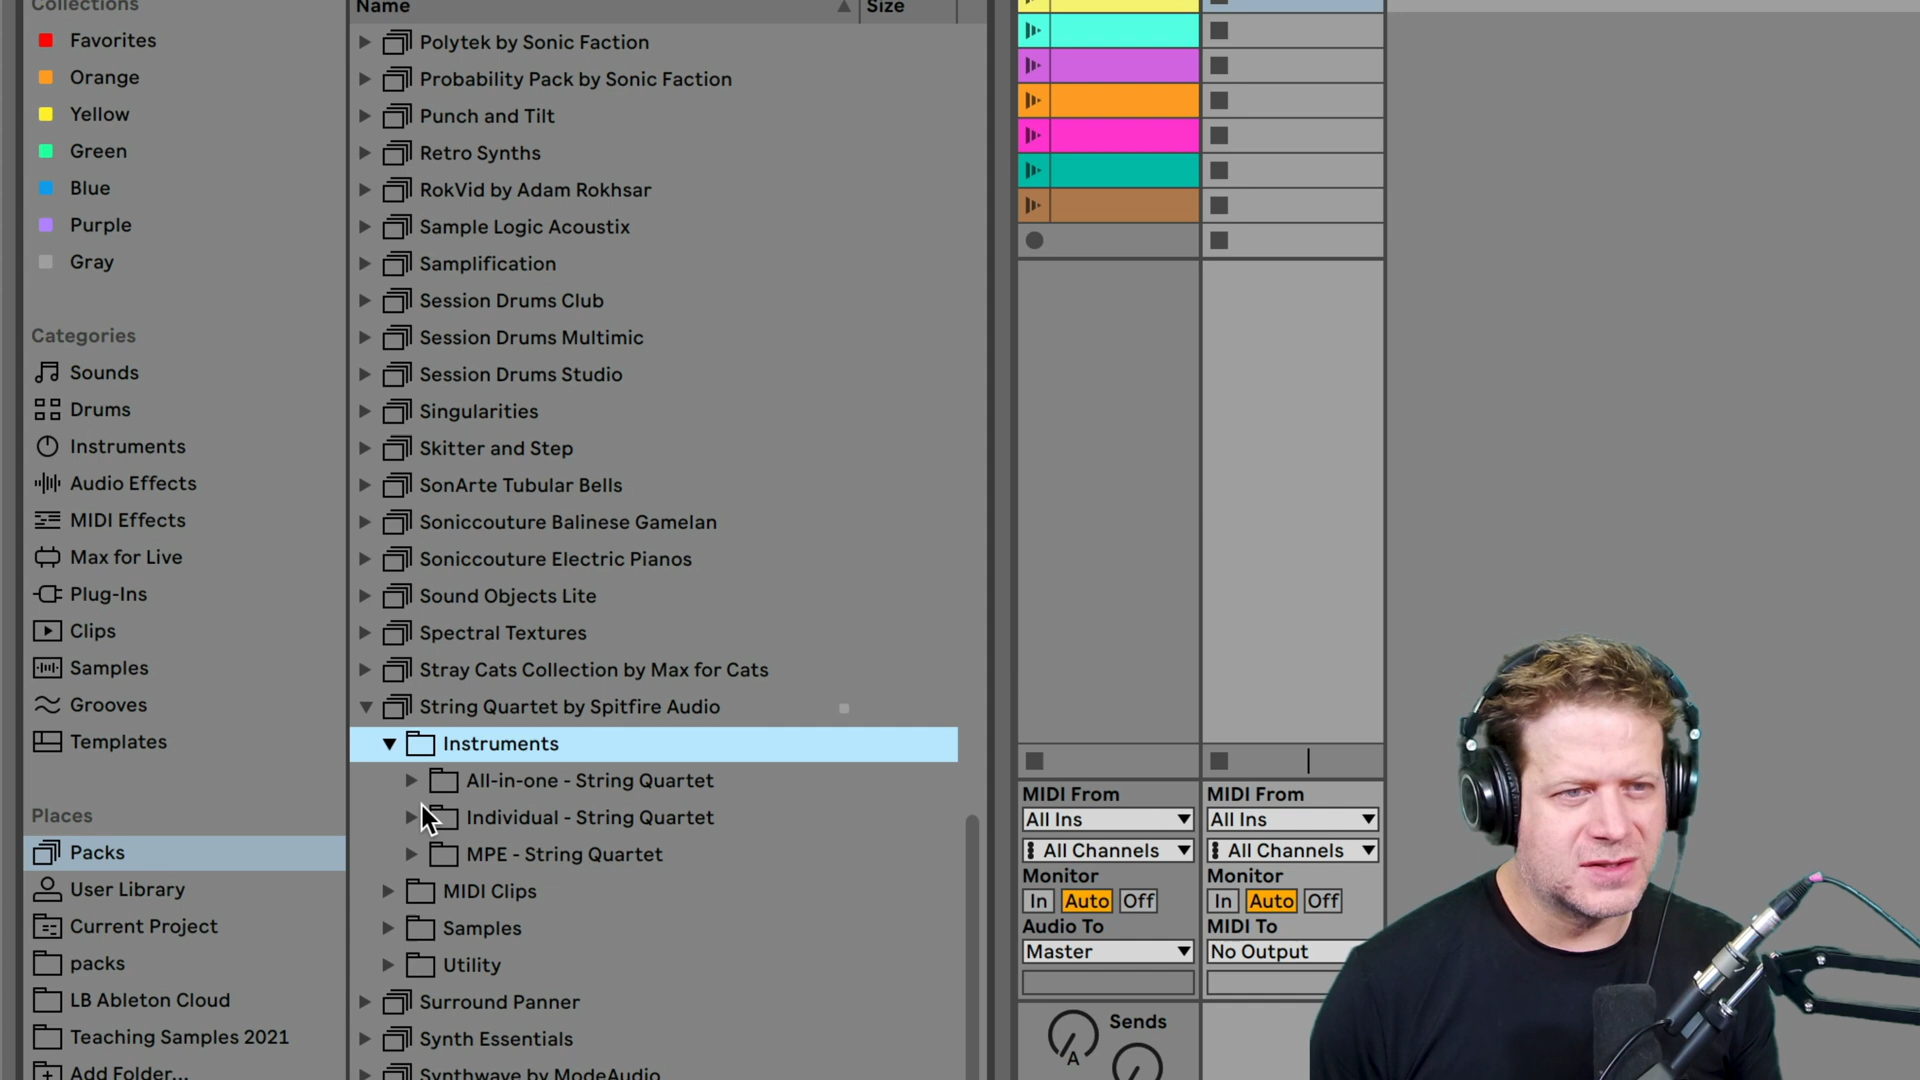 Collections
Favorites
Orange
Yellow
Green
Blue
Purple
Gray
Categories
Sounds
Drums
Instruments
Audio Effects
MIDI Effects
Max for Live
Plug-Ins
Clips
Samples
Grooves
Templates
Places
Packs
User Library
Current Project
packs
LB Ableton Cloud
Teaching Samples 2021
Add Folder...
Name
Size
Polytek by Sonic Faction
Probability Pack by Sonic Faction
Punch and Tilt
Retro Synths
RokVid by Adam Rokhsar
Sample Logic Acoustix
Samplification
Session Drums Club
Session Drums Multimic
Session Drums Studio
Singularities
Skitter and Step
SonArte Tubular Bells
Soniccouture Balinese Gamelan
Soniccouture Electric Pianos
Sound Objects Lite
Spectral Textures
Stray Cats Collection by Max for Cats
String Quartet by Spitfire Audio
Instruments
All-in-one - String Quartet
Individual - String Quartet
MPE - String Quartet
MIDI Clips
Samples
Utility
Surround Panner
Synth Essentials
Synthwave by ModeAudio
MIDI From
All Ins
All Channels
Monitor
In Auto Off
Audio To
Master
Sends
A
MIDI From
All Ins
All Channels
Monitor
In Auto Off
MIDI To
No Output